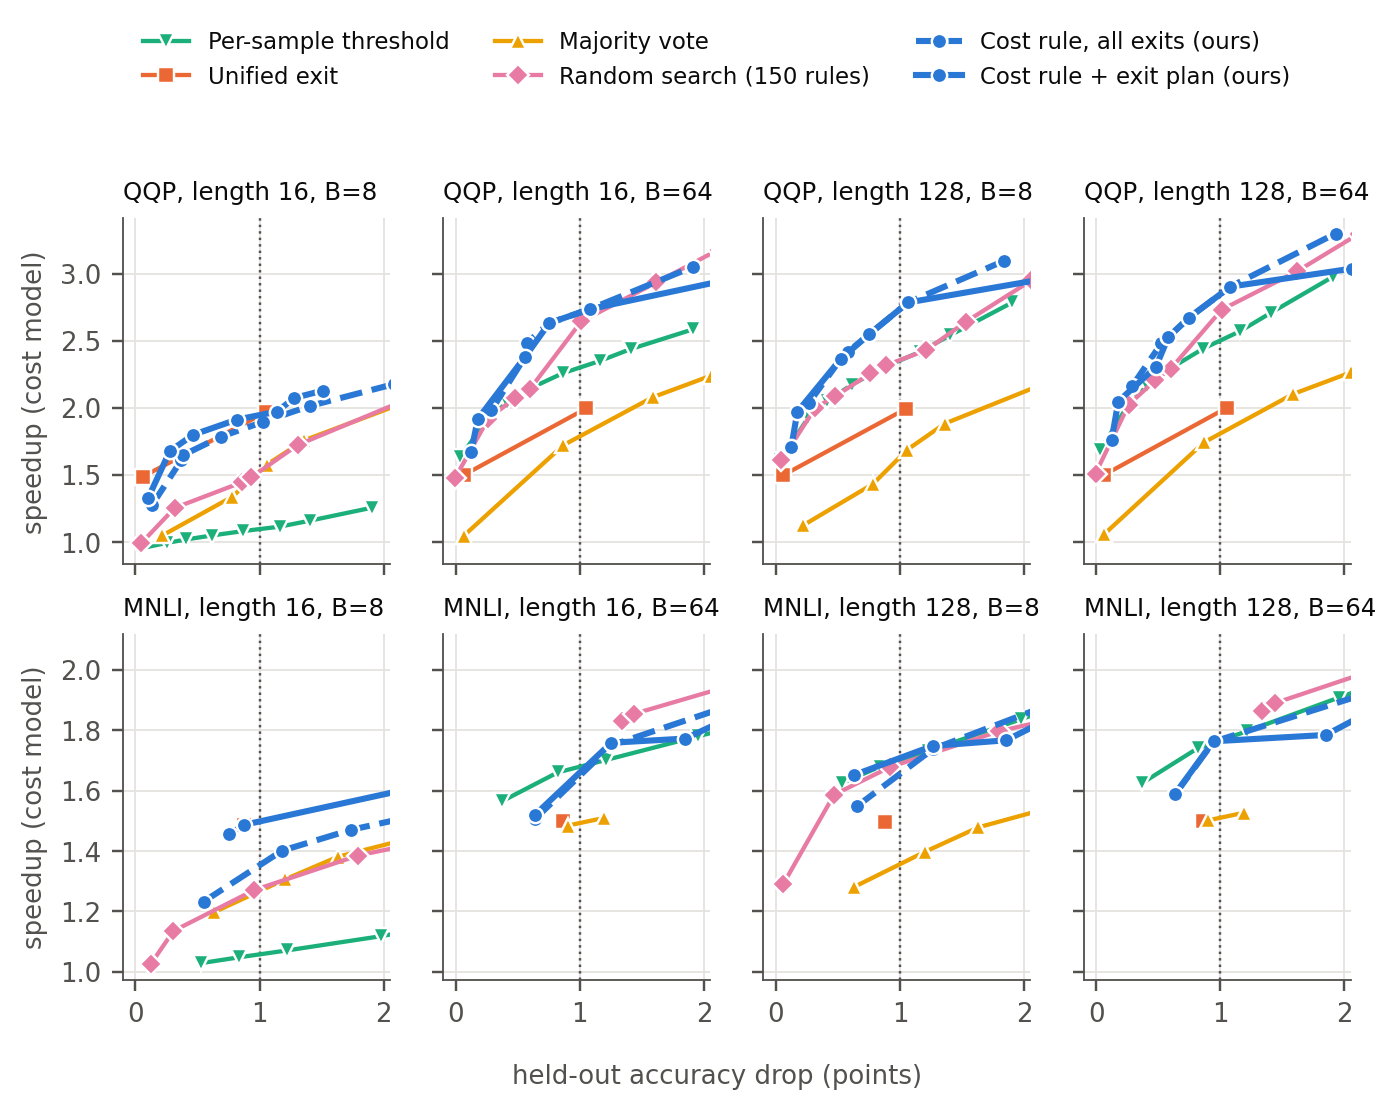 Per-sample threshold
Unified exit
Majority vote
Random search (150 rules)
Cost rule, all exits (ours)
Cost rule + exit plan (ours)
QQP, length 16, B=8
QQP, length 16, B=64
QQP, length 128, B=8
QQP, length 128, B=64
speedup (cost model)
3.0
2.5
2.0
1.5
1.0
MNLI, length 16, B=8
MNLI, length 16, B=64
MNLI, length 128, B=8
MNLI, length 128, B=64
speedup (cost model)
2.0
1.8
1.6
1.4
1.2
1.0
0 1 2
0 1 2
0 1 2
0 1 2
held-out accuracy drop (points)